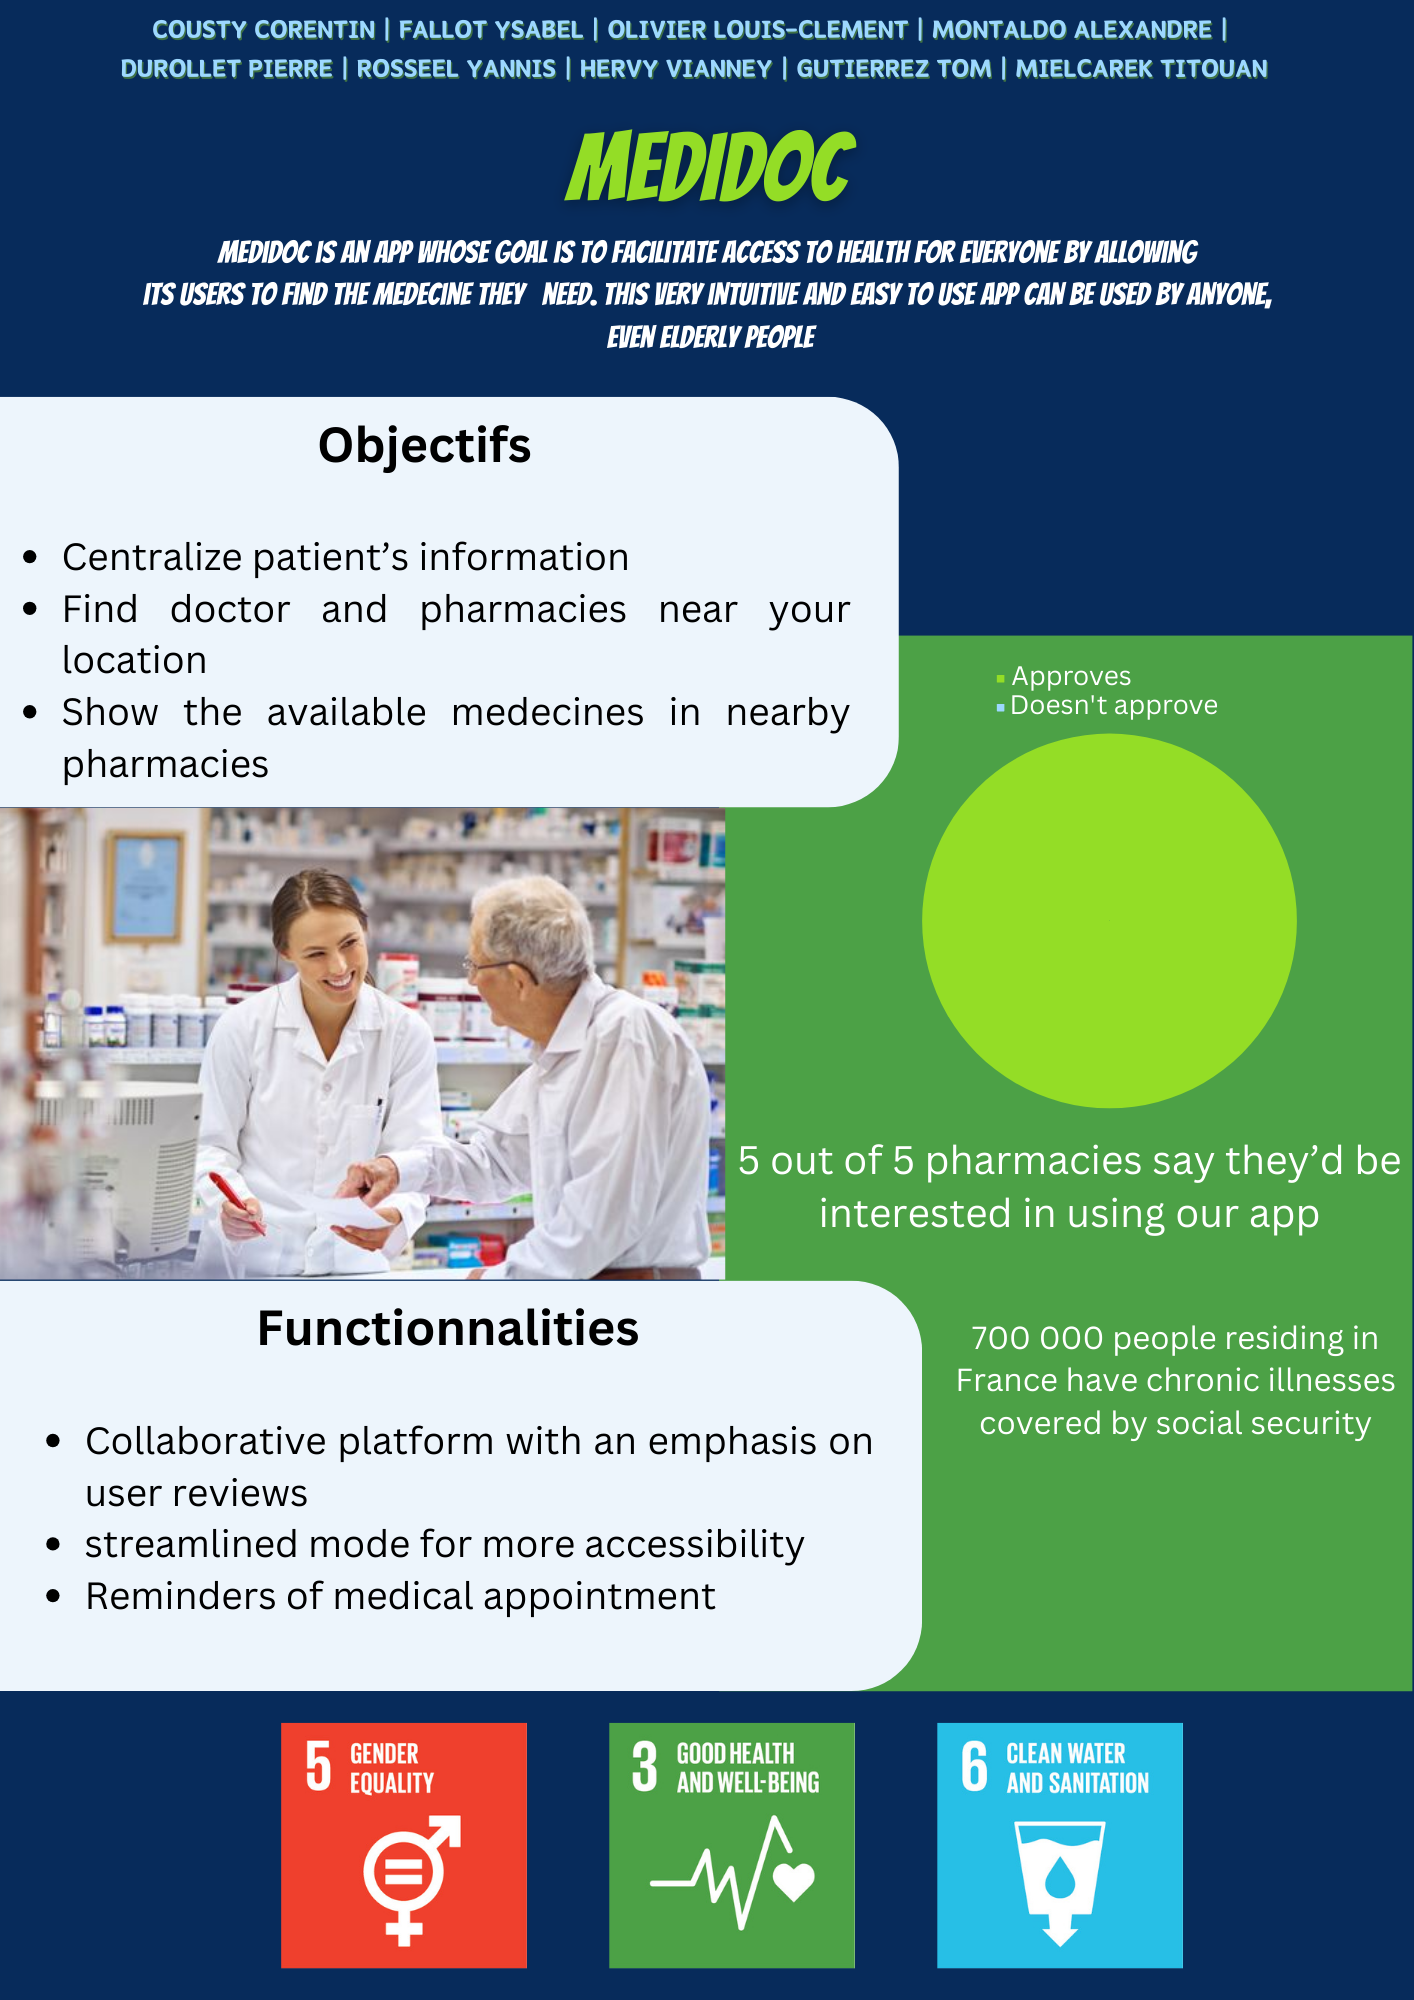 COUSTY CORENTIN | FALLOT YSABEL | OLIVIER LOUIS-CLEMENT | MONTALDO ALEXANDRE |
DUROLLET PIERRE | ROSSEEL YANNIS | HERVY VIANNEY | GUTIERREZ TOM | MIELCAREK TITOUAN
MEDIDOC
MEDIDOC IS AN APP WHOSE GOAL IS TO FACILITATE ACCESS TO HEALTH FOR EVERYONE BY ALLOWING
ITS USERS TO FIND THE MEDECINE THEY NEED. THIS VERY INTUITIVE AND EASY TO USE APP CAN BE USED BY ANYONE,
EVEN ELDERLY PEOPLE
Objectifs
• Centralize patient’s information
• Find doctor and pharmacies near your
location
• Show the available medecines in nearby
pharmacies
Approves
Doesn't approve
5 out of 5 pharmacies say they’d be
interested in using our app
Functionnalities
• Collaborative platform with an emphasis on
user reviews
• streamlined mode for more accessibility
• Reminders of medical appointment
700 000 people residing in
France have chronic illnesses
covered by social security
5 GENDER
EQUALITY
3 GOOD HEALTH
AND WELL-BEING
6 CLEAN WATER
AND SANITATION